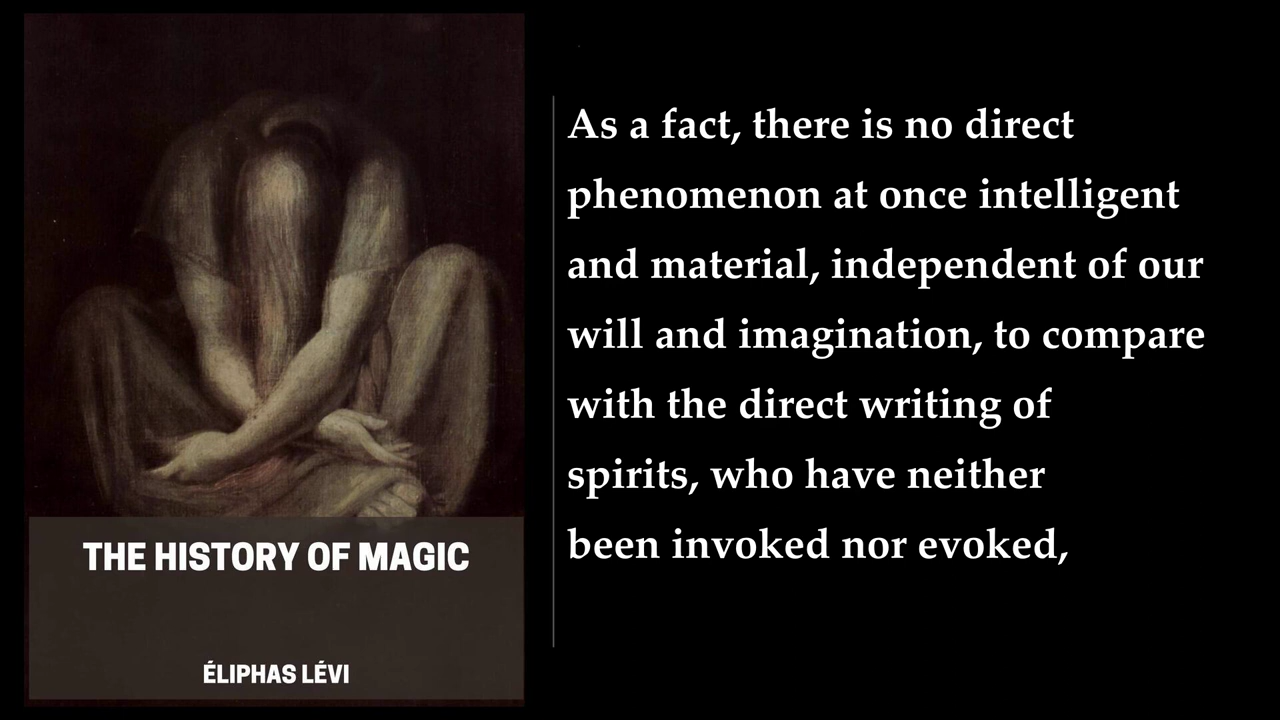 THE HISTORY OF MAGIC
ÉLIPHAS LÉVI
As a fact, there is no direct
phenomenon at once intelligent
and material, independent of our
will and imagination, to compare
with the direct writing of
spirits, who have neither
been invoked nor evoked,